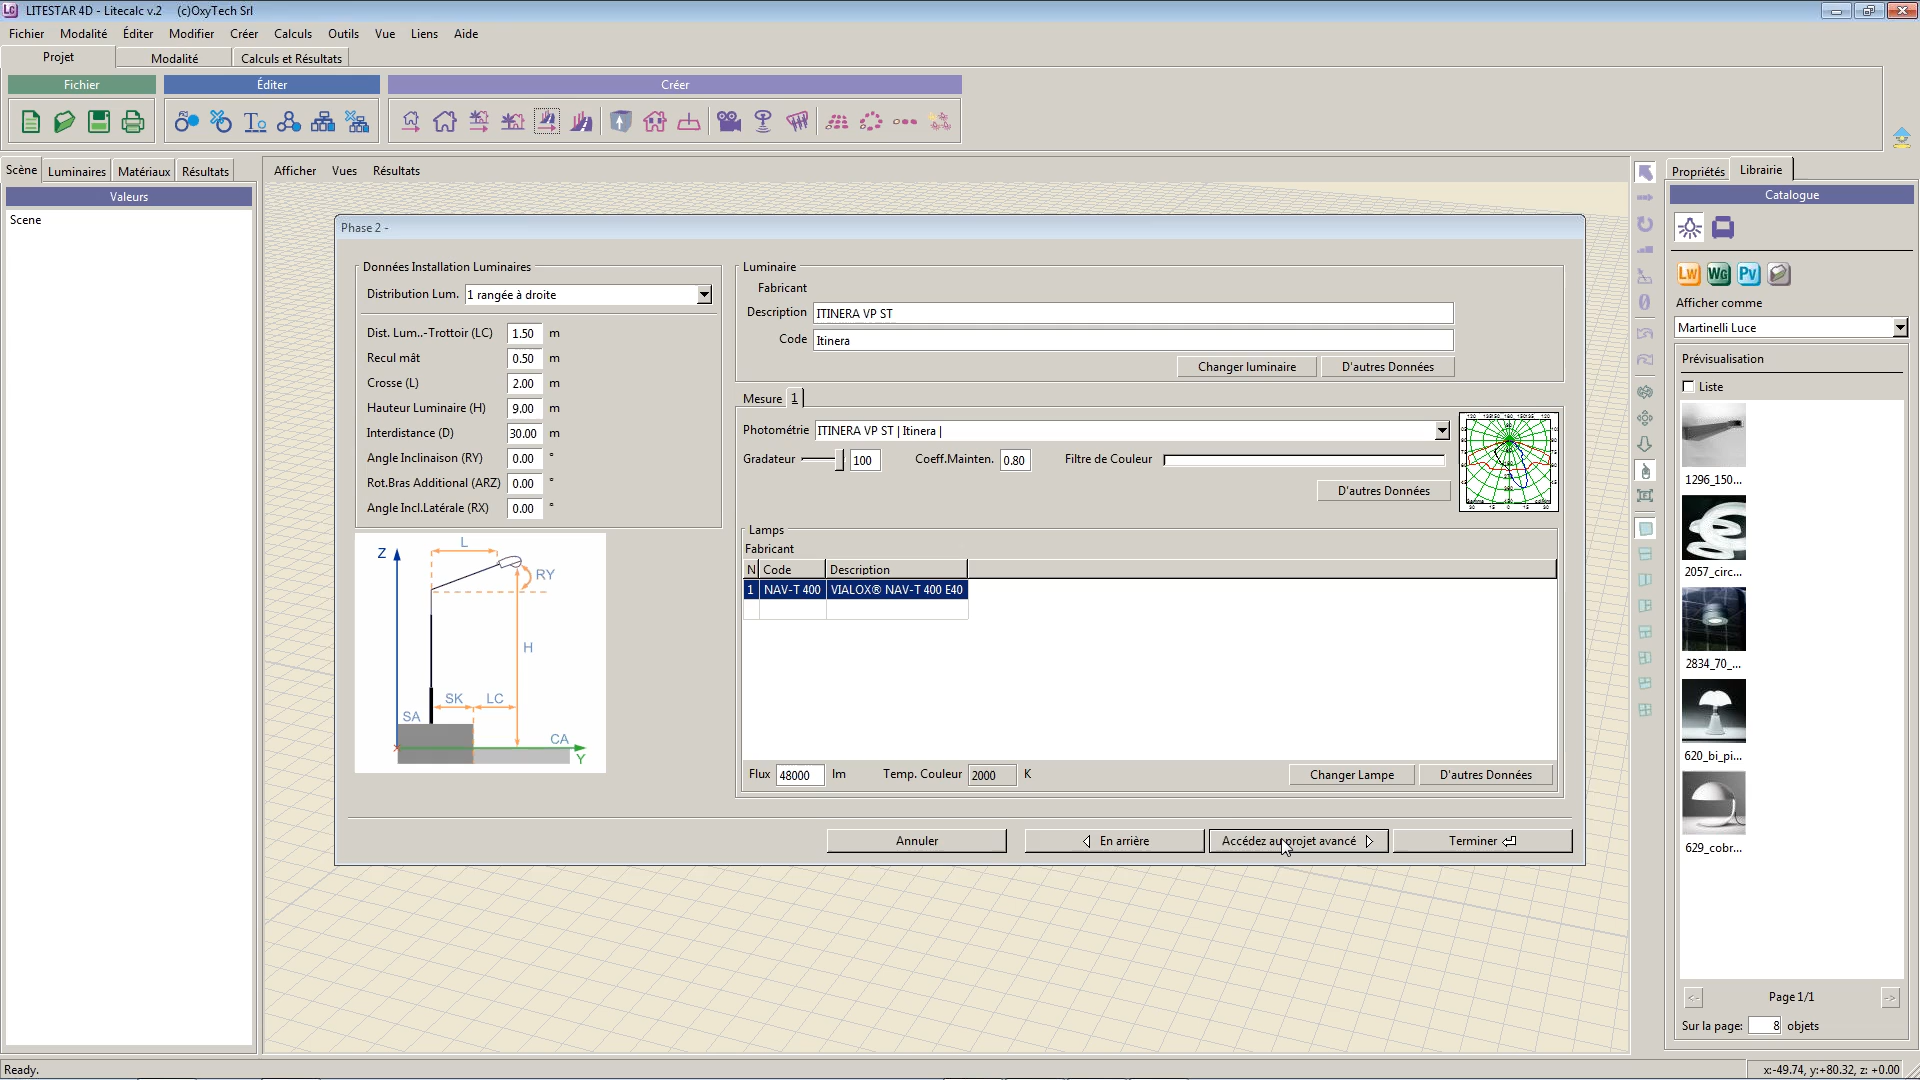 LITESTAR 4D - Litecalc v.2 (c)OxyTech Srl
Fichier Modalité Éditer Modifier Créer Calculs Outils Vue Liens Aide
Projet Modalité Calculs et Résultats
Fichier Éditer Créer
Scène Luminaires Matériaux Résultats
Valeurs
Scene
Afficher Vues Résultats
Phase 2 -
Données Installation Luminaires
Distribution Lum. 1 rangée à droite
Dist. Lum..-Trottoir (LC) 1.50 m
Recul mât 0.50 m
Crosse (L) 2.00 m
Hauteur Luminaire (H) 9.00 m
Interdistance (D) 30.00 m
Angle Inclinaison (RY) 0.00 °
Rot.Bras Additional (ARZ) 0.00 °
Angle Incl.Latérale (RX) 0.00 °
Z L RY
H
SK LC
SA
CA
Y
Luminaire
Fabricant
Description ITINERA VP ST
Code Itinera
Changer luminaire D'autres Données
Mesure 1
Photométrie ITINERA VP ST | Itinera |
Gradateur 100 Coeff.Mainten. 0.80 Filtre de Couleur
D'autres Données
Lamps
Fabricant
N Code Description
1 NAV-T 400 VIALOX® NAV-T 400 E40
Flux 48000 lm Temp. Couleur 2000 K Changer Lampe D'autres Données
Annuler En arrière Accédez au projet avancé Terminer
Propriétés Librairie
Catalogue
Lw Wg Pv
Afficher comme
Martinelli Luce
Prévisualisation
Liste
1296_150...
2057_circ...
2834_70_...
620_bi_pi...
629_cobr...
<- Page 1/1 ->
Sur la page: 8 objets
Ready. x:-49.74, y:+80.32, z: +0.00